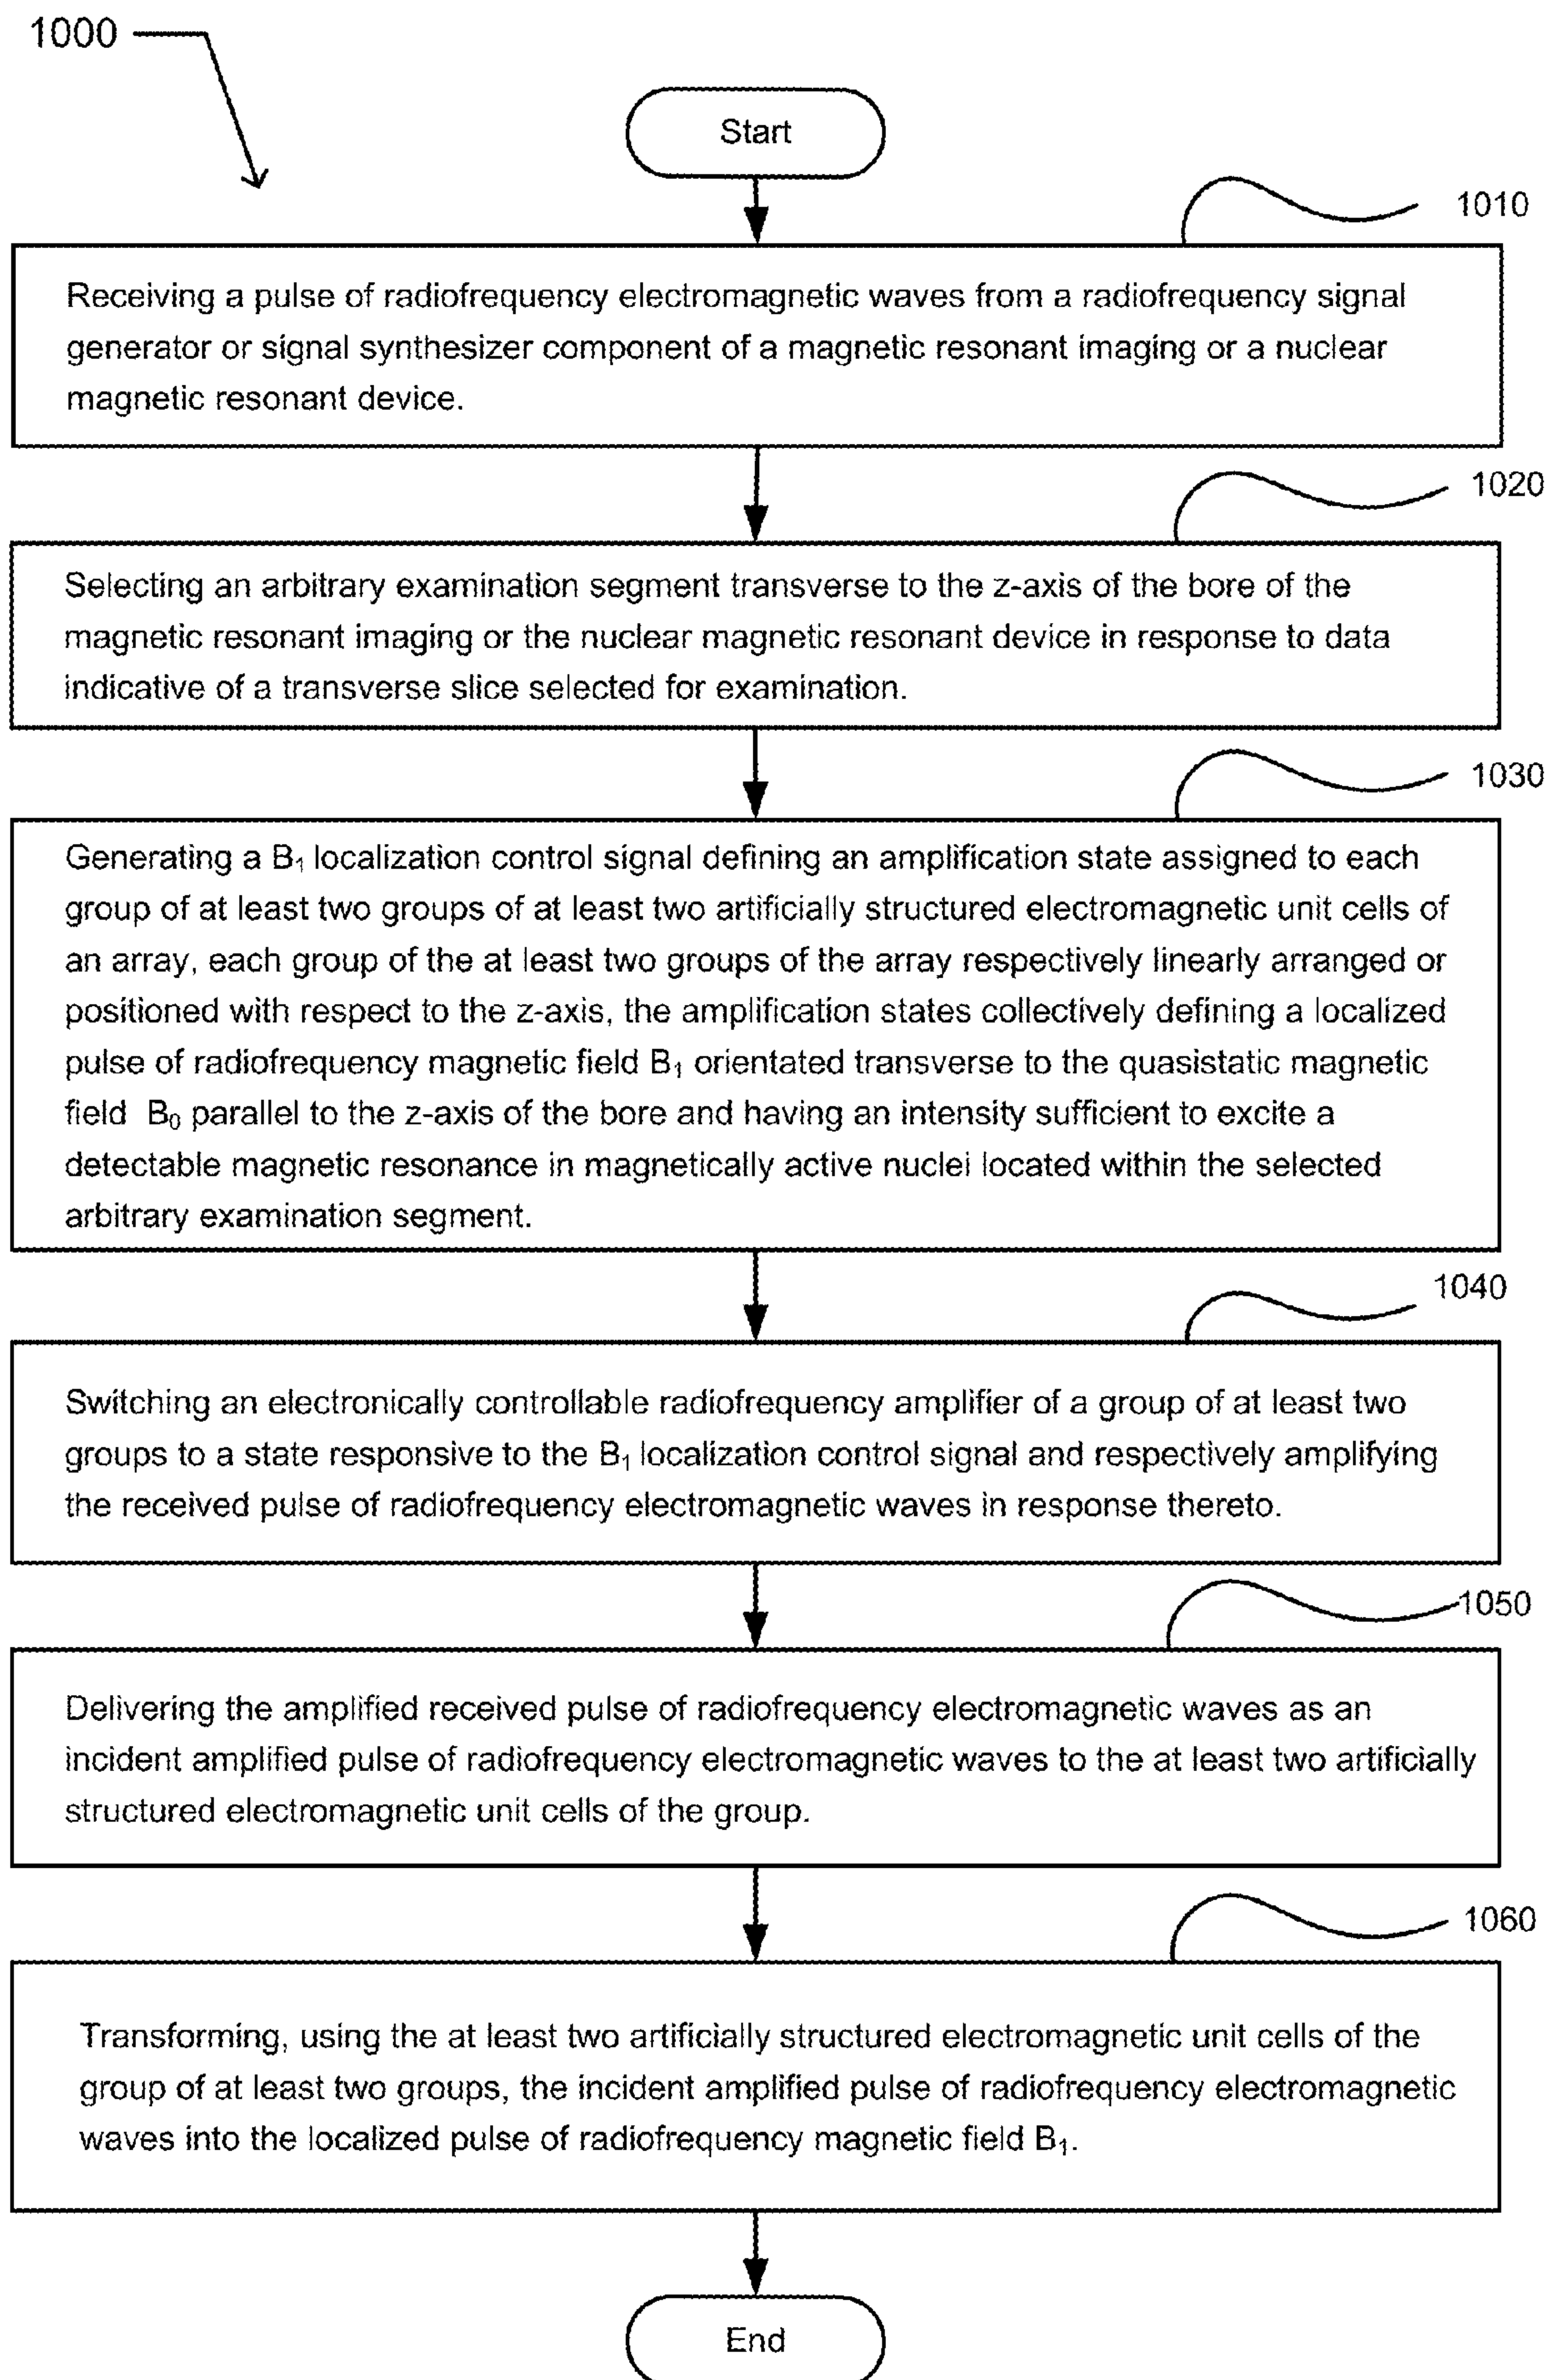 1000
Start
1010
Receiving a pulse of radiofrequency electromagnetic waves from a radiofrequency signal
generator or signal synthesizer component of a magnetic resonant imaging or a nuclear
magnetic resonant device.
1020
Selecting an arbitrary examination segment transverse to the z-axis of the bore of the
magnetic resonant imaging or the nuclear magnetic resonant device in response to data
indicative of a transverse slice selected for examination.
1030
Generating a B₁ localization control signal defining an amplification state assigned to each
group of at least two groups of at least two artificially structured electromagnetic unit cells of
an array, each group of the at least two groups of the array respectively linearly arranged or
positioned with respect to the z-axis, the amplification states collectively defining a localized
pulse of radiofrequency magnetic field B₁ orientated transverse to the quasistatic magnetic
field B₀ parallel to the z-axis of the bore and having an intensity sufficient to excite a
detectable magnetic resonance in magnetically active nuclei located within the selected
arbitrary examination segment.
1040
Switching an electronically controllable radiofrequency amplifier of a group of at least two
groups to a state responsive to the B₁ localization control signal and respectively amplifying
the received pulse of radiofrequency electromagnetic waves in response thereto.
1050
Delivering the amplified received pulse of radiofrequency electromagnetic waves as an
incident amplified pulse of radiofrequency electromagnetic waves to the at least two artificially
structured electromagnetic unit cells of the group.
1060
Transforming, using the at least two artificially structured electromagnetic unit cells of the
group of at least two groups, the incident amplified pulse of radiofrequency electromagnetic
waves into the localized pulse of radiofrequency magnetic field B₁.
End